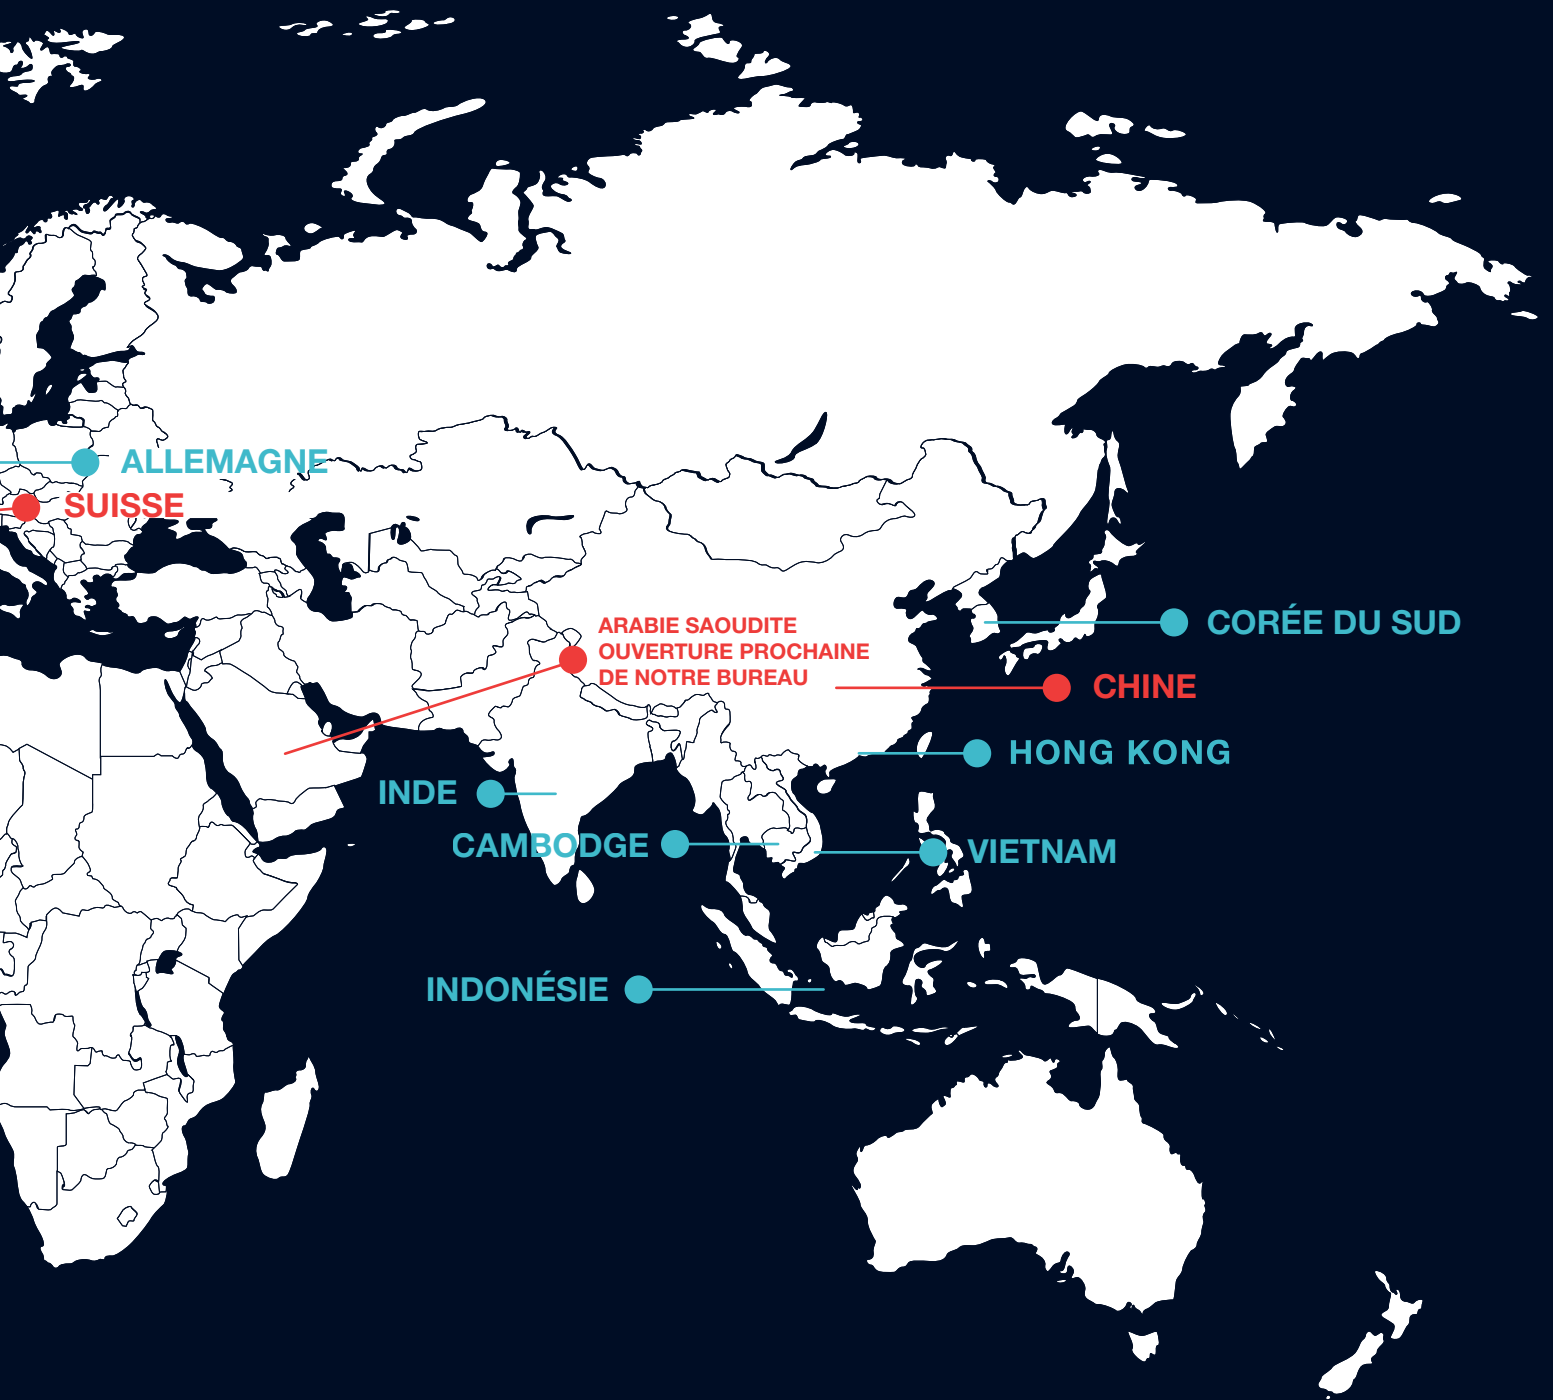 ALLEMAGNE
SUISSE
ARABIE SAOUDITE
OUVERTURE PROCHAINE
DE NOTRE BUREAU
CORÉE DU SUD
CHINE
HONG KONG
INDE
CAMBODGE
VIETNAM
INDONÉSIE